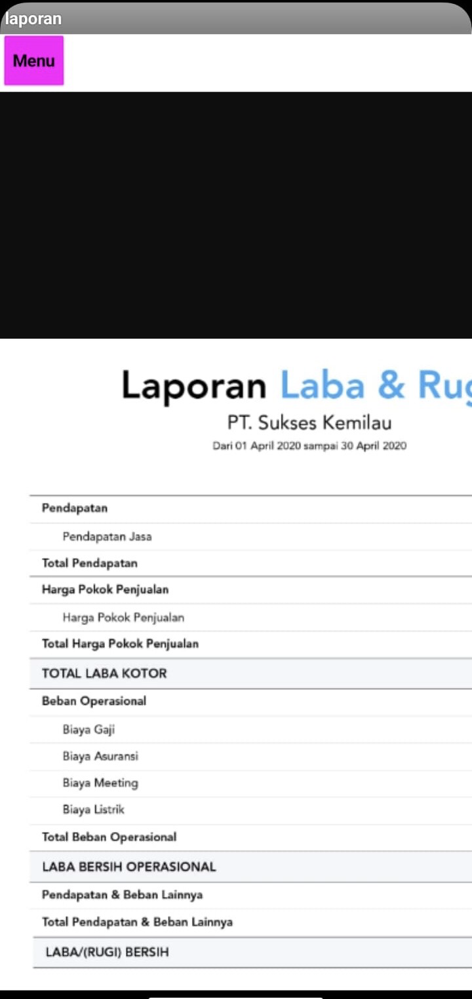 laporan
Menu
Laporan Laba & Rug
PT. Sukses Kemilau
Dari 01 April 2020 sampai 30 April 2020
Pendapatan
Pendapatan Jasa
Total Pendapatan
Harga Pokok Penjualan
Harga Pokok Penjualan
Total Harga Pokok Penjualan
TOTAL LABA KOTOR
Beban Operasional
Biaya Gaji
Biaya Asuransi
Biaya Meeting
Biaya Listrik
Total Beban Operasional
LABA BERSIH OPERASIONAL
Pendapatan & Beban Lainnya
Total Pendapatan & Beban Lainnya
LABA/(RUGI) BERSIH